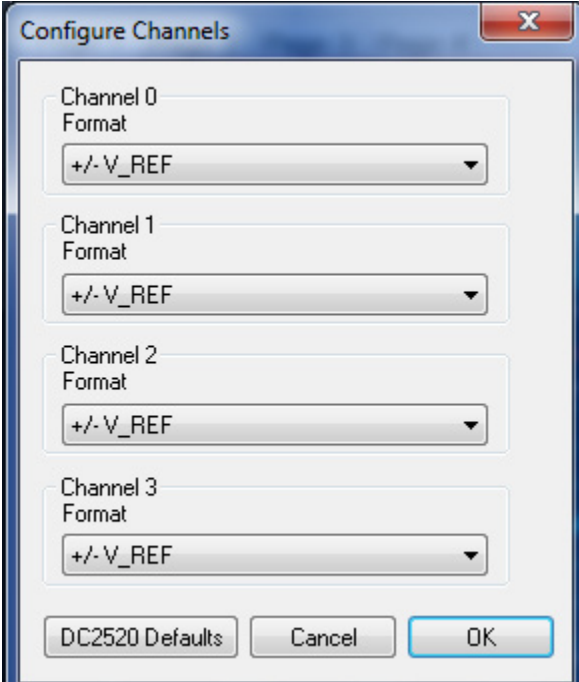 Configure Channels
Channel 0
Format
+/- V_REF
Channel 1
Format
+/- V_REF
Channel 2
Format
+/- V_REF
Channel 3
Format
+/- V_REF
DC2520 Defaults Cancel OK